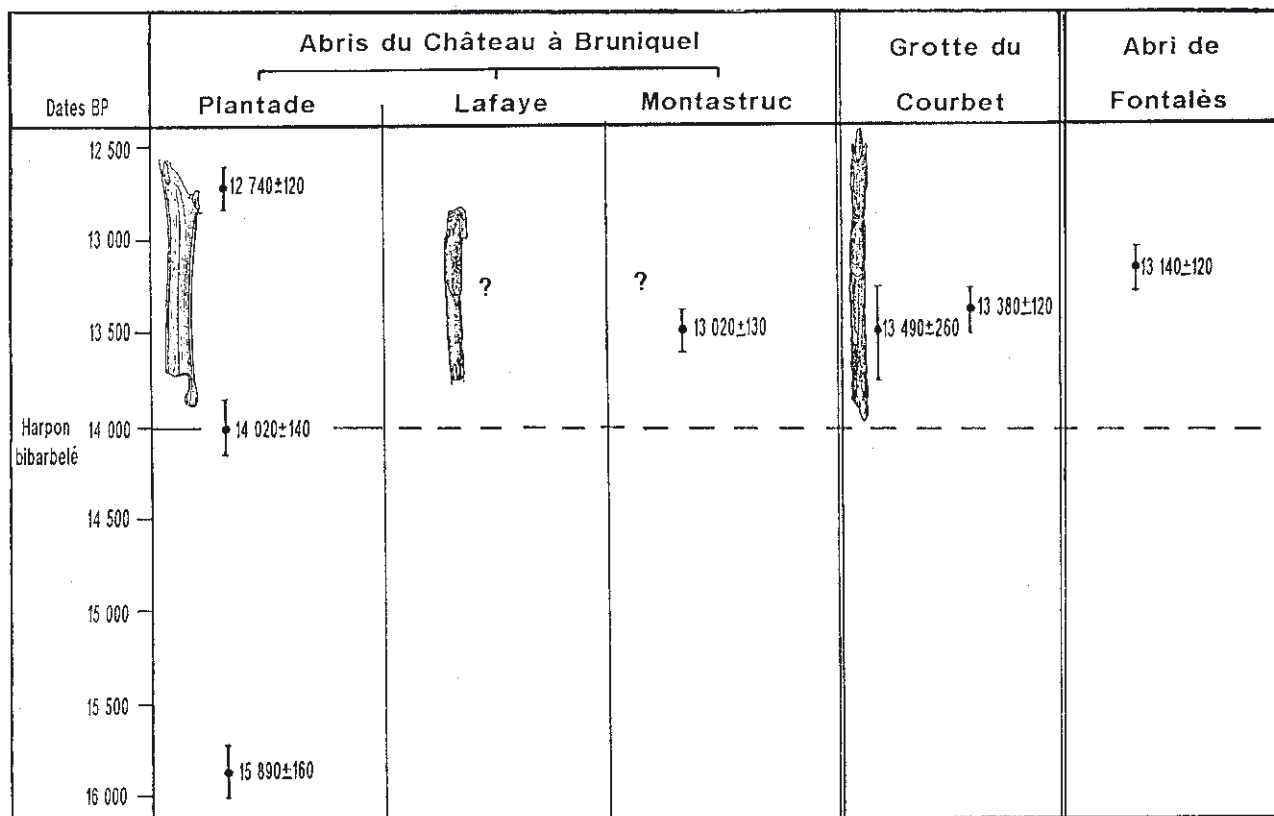 Abris du Château à Bruniquel
Grotte du
Courbet
Abri de
Fontalès
Dates BP
Plantade
Lafaye
Montastruc
12 500
12 740±120
13 000
?
?
13 140±120
13 380±120
13 500
13 020±130
13 490±260
Harpon
bibarbelé
14 000
14 020±140
14 500
15 000
15 500
15 890±160
16 000